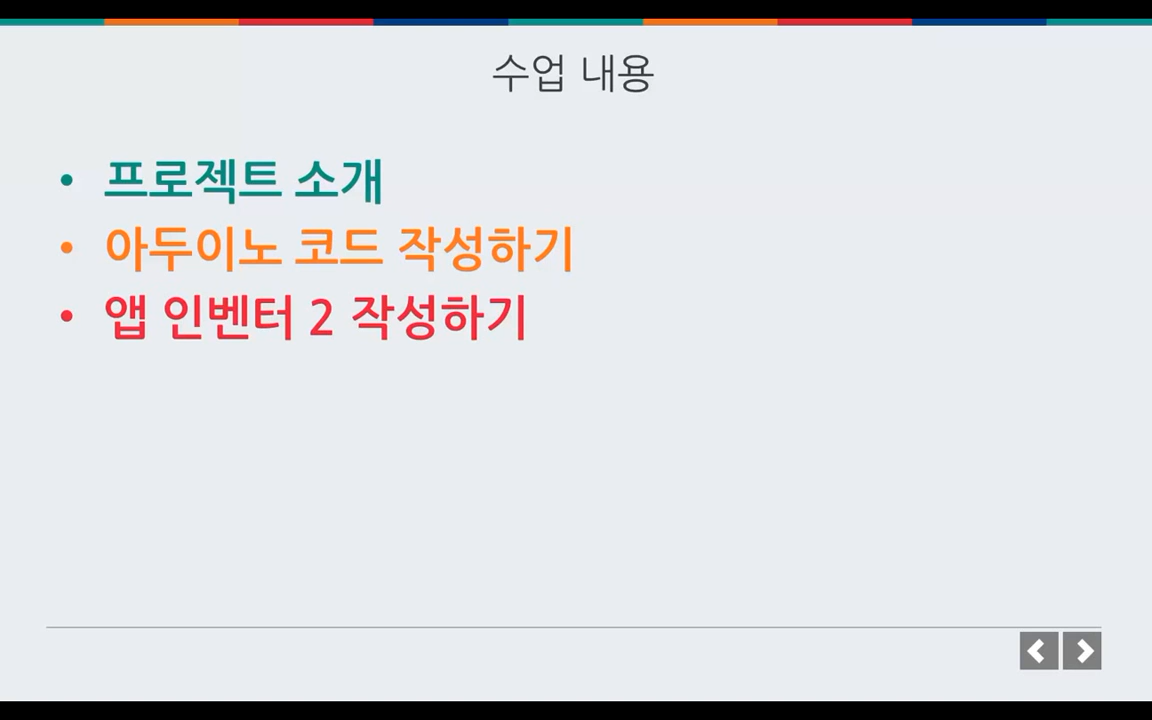 수업 내용
• 프로젝트 소개
• 아두이노 코드 작성하기
• 앱 인벤터 2 작성하기